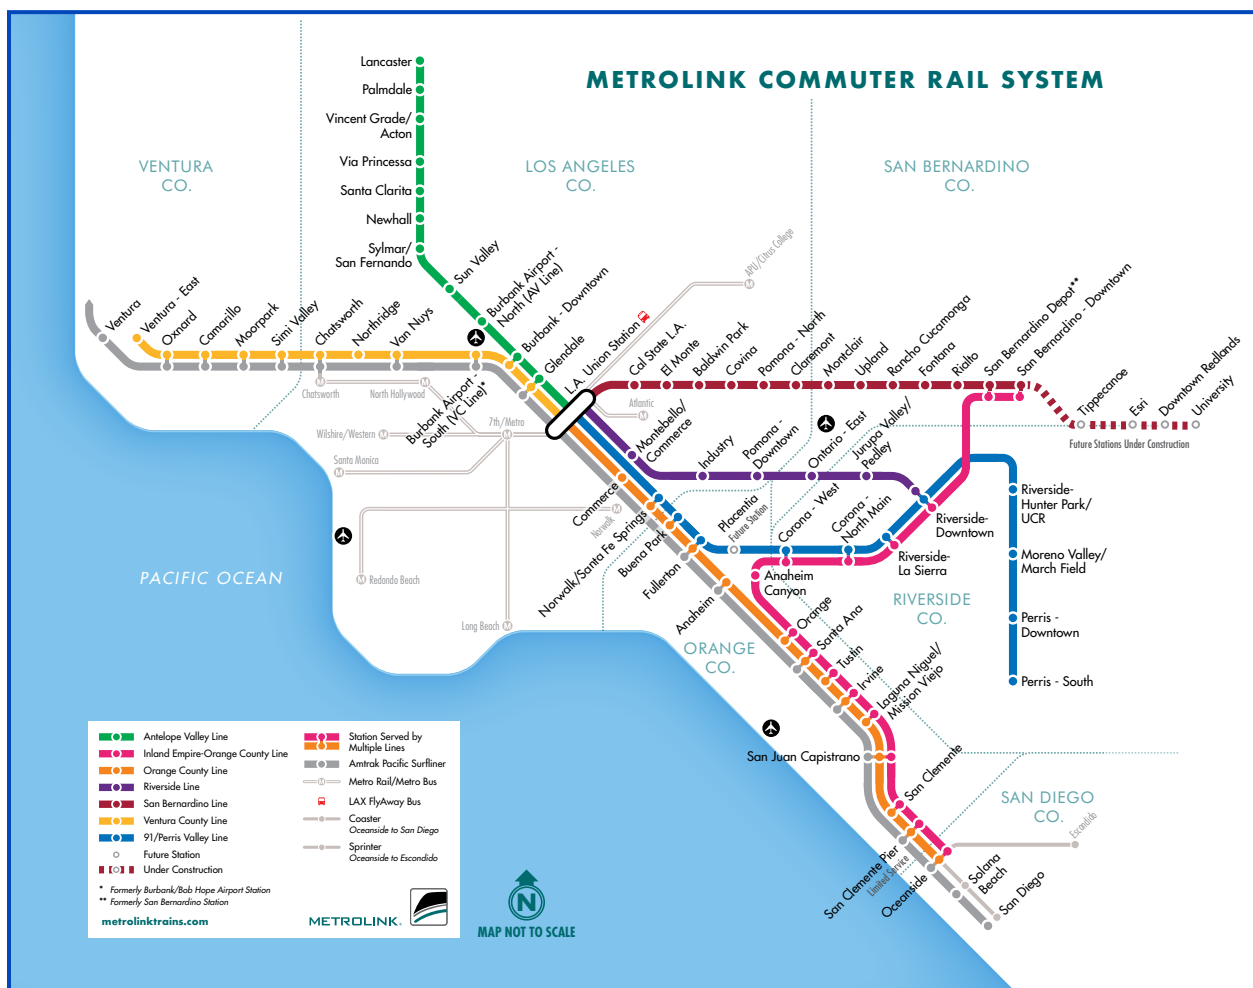 METROLINK COMMUTER RAIL SYSTEM
VENTURA
CO.
LOS ANGELES
CO.
SAN BERNARDINO
CO.
Lancaster
Palmdale
Vincent Grade/
Acton
Via Princessa
Santa Clarita
Newhall
Sylmar/
San Fernando
Sun Valley
Burbank Airport -
North (AV Line)
Burbank - Downtown
Glendale
L.A. Union Station
APU/Citrus College
Ventura
Ventura - East
Oxnard
Camarillo
Moorpark
Simi Valley
Chatsworth
Northridge
Van Nuys
Burbank Airport -
South (VC Line)*
Cal State L.A.
El Monte
Baldwin Park
Covina
Pomona - North
Claremont
Montclair
Upland
Rancho Cucamonga
Fontana
Rialto
San Bernardino Depot**
San Bernardino - Downtown
Tippecanoe
Esri
Downtown Redlands
University
Future Stations Under Construction
Chatsworth
North Hollywood
Wilshire/Western
7th/Metro
Santa Monica
Atlantic
Norwalk
Redondo Beach
Long Beach
Montebello/
Commerce
Industry
Pomona -
Downtown
Ontario - East
Jurupa Valley/
Pedley
Commerce
Norwalk/Santa Fe Springs
Buena Park
Fullerton
Anaheim
Placentia
Future Station
Corona - West
Corona -
North Main
Riverside-
Downtown
Riverside-
La Sierra
Riverside-
Hunter Park/
UCR
Moreno Valley/
March Field
Perris -
Downtown
Perris - South
Anaheim
Canyon
Orange
Santa Ana
Tustin
Irvine
Laguna Niguel/
Mission Viejo
San Juan Capistrano
San Clemente
San Clemente Pier
Limited Service
Oceanside
Solana
Beach
San Diego
Escondido
PACIFIC OCEAN
ORANGE
CO.
RIVERSIDE
CO.
SAN DIEGO
CO.
Antelope Valley Line
Inland Empire-Orange County Line
Orange County Line
Riverside Line
San Bernardino Line
Ventura County Line
91/Perris Valley Line
Future Station
Under Construction
* Formerly Burbank/Bob Hope Airport Station
** Formerly San Bernardino Station
metrolinktrains.com
Station Served by
Multiple Lines
Amtrak Pacific Surfliner
Metro Rail/Metro Bus
LAX FlyAway Bus
Coaster
Oceanside to San Diego
Sprinter
Oceanside to Escondido
METROLINK.
N
MAP NOT TO SCALE